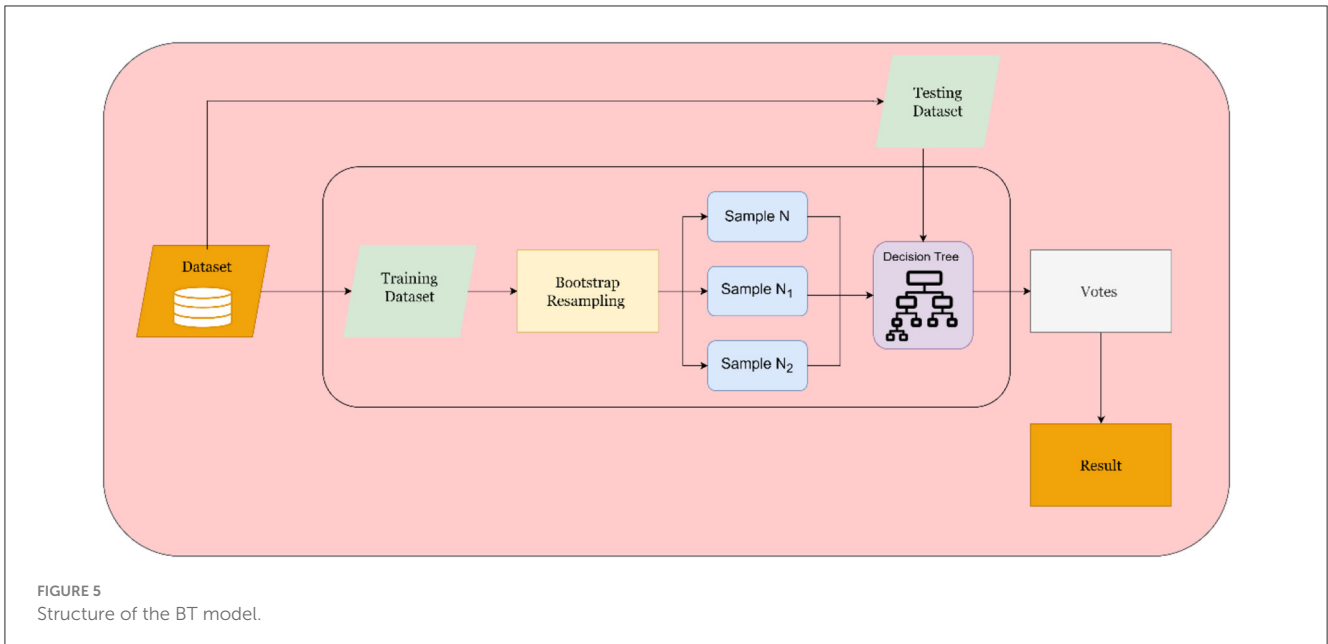 Testing
Dataset
Dataset
Training
Dataset
Bootstrap
Resampling
Sample N
Sample N₁
Sample N₂
Decision Tree
Votes
Result
FIGURE 5
Structure of the BT model.